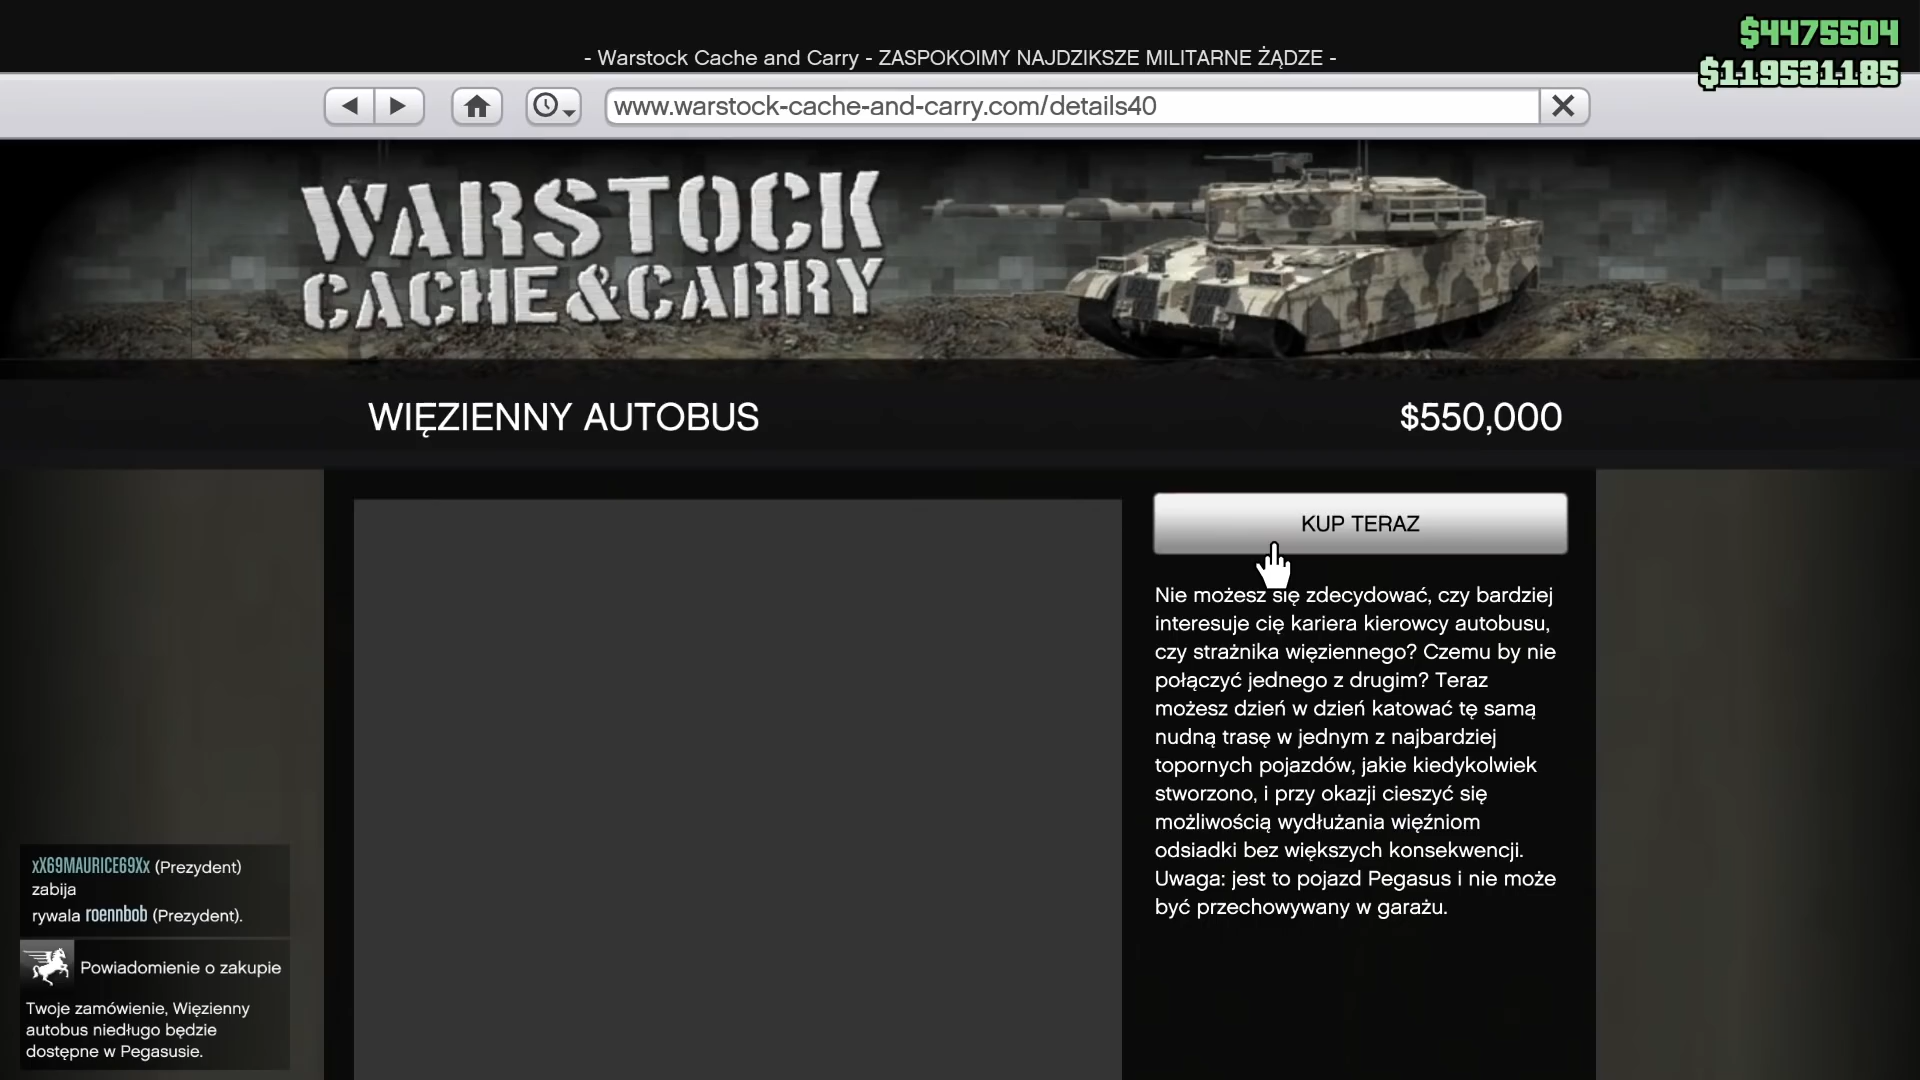 - Warstock Cache and Carry - ZASPOKOIMY NAJDZIKSZE MILITARNE ŻĄDZE -
$4475504
$119531185
www.warstock-cache-and-carry.com/details40
WARSTOCK
CACHE & CARRY
WIĘZIENNY AUTOBUS
$550,000
KUP TERAZ
Nie możesz się zdecydować, czy bardziej
interesuje cię kariera kierowcy autobusu,
czy strażnika więziennego? Czemu by nie
połączyć jednego z drugim? Teraz
możesz dzień w dzień katować tę samą
nudną trasę w jednym z najbardziej
topornych pojazdów, jakie kiedykolwiek
stworzono, i przy okazji cieszyć się
możliwością wydłużania więźniom
odsiadki bez większych konsekwencji.
Uwaga: jest to pojazd Pegasus i nie może
być przechowywany w garażu.
xX69MAURICE69Xx (Prezydent)
zabija
rywala roennbob (Prezydent).
Powiadomienie o zakupie
Twoje zamówienie, Więzienny
autobus niedługo będzie
dostępne w Pegasusie.